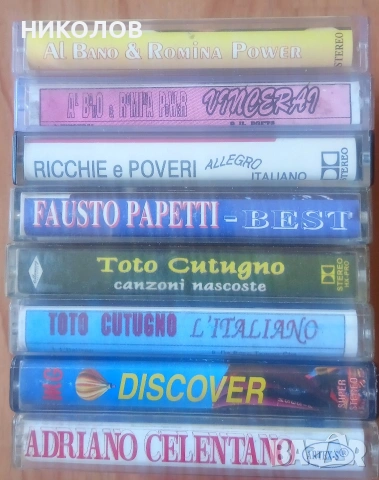 НИКОЛОВ
AL BANO & ROMINA POWER
STEREO
VINCERAI
RICCHIE e POVERI ALLEGRO ITALIANO
STEREO
FAUSTO PAPETTI - BEST
Toto Cutugno
canzoni nascoste
STEREO
TOTO CUTUGNO L'ITALIANO
DISCOVER
SUPER
ADRIANO CELENTANO